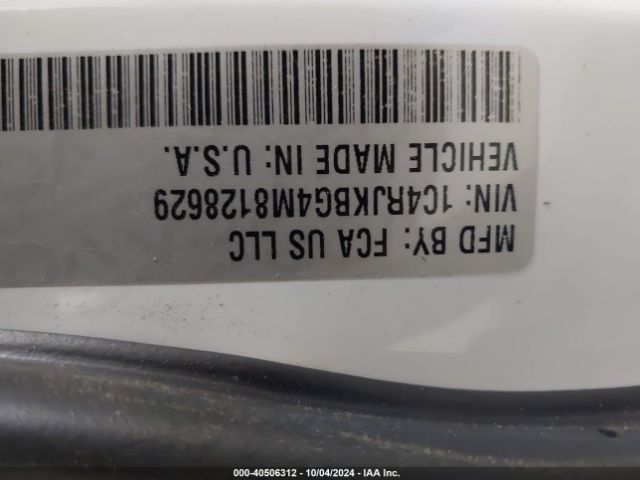 MFD BY: FCA US LLC
VIN: 1C4RJKBG4M8128629
VEHICLE MADE IN: U.S.A.
000-40506312 - 10/04/2024 - IAA Inc.